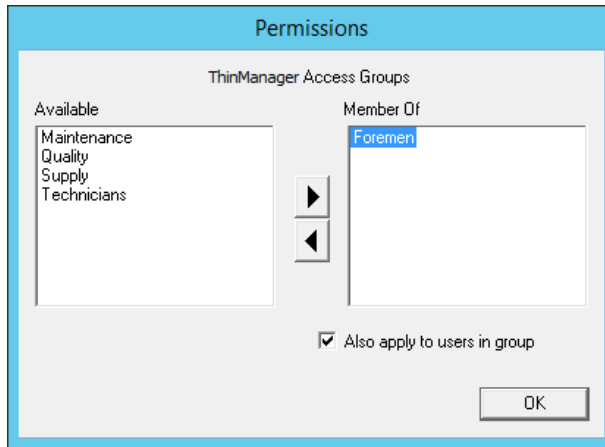 Permissions
ThinManager Access Groups
Available
Member Of
Maintenance
Quality
Supply
Technicians
Foremen
Also apply to users in group
OK